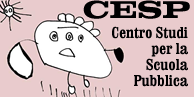 CESP
Centro Studi
per la
Scuola
Pubblica